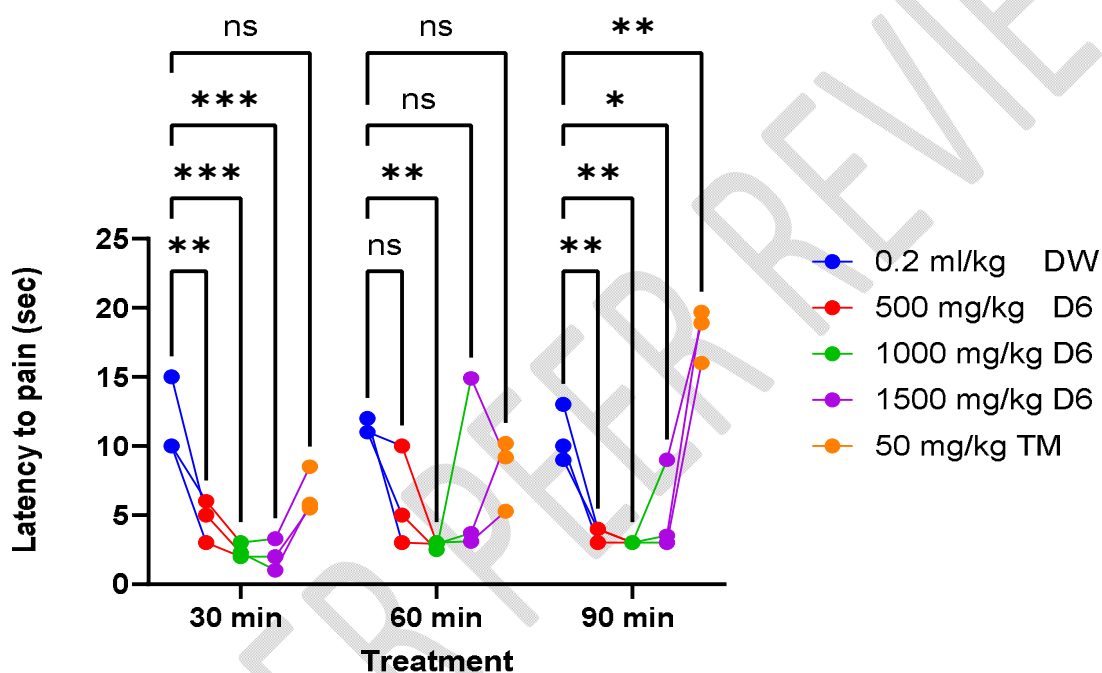 ns ns **
*** ns *
*** ** **
** ns **
25
20
15
10
5
0
Latency to pain (sec)
30 min 60 min 90 min
Treatment
0.2 ml/kg DW
500 mg/kg D6
1000 mg/kg D6
1500 mg/kg D6
50 mg/kg TM
ER PEER REVIE